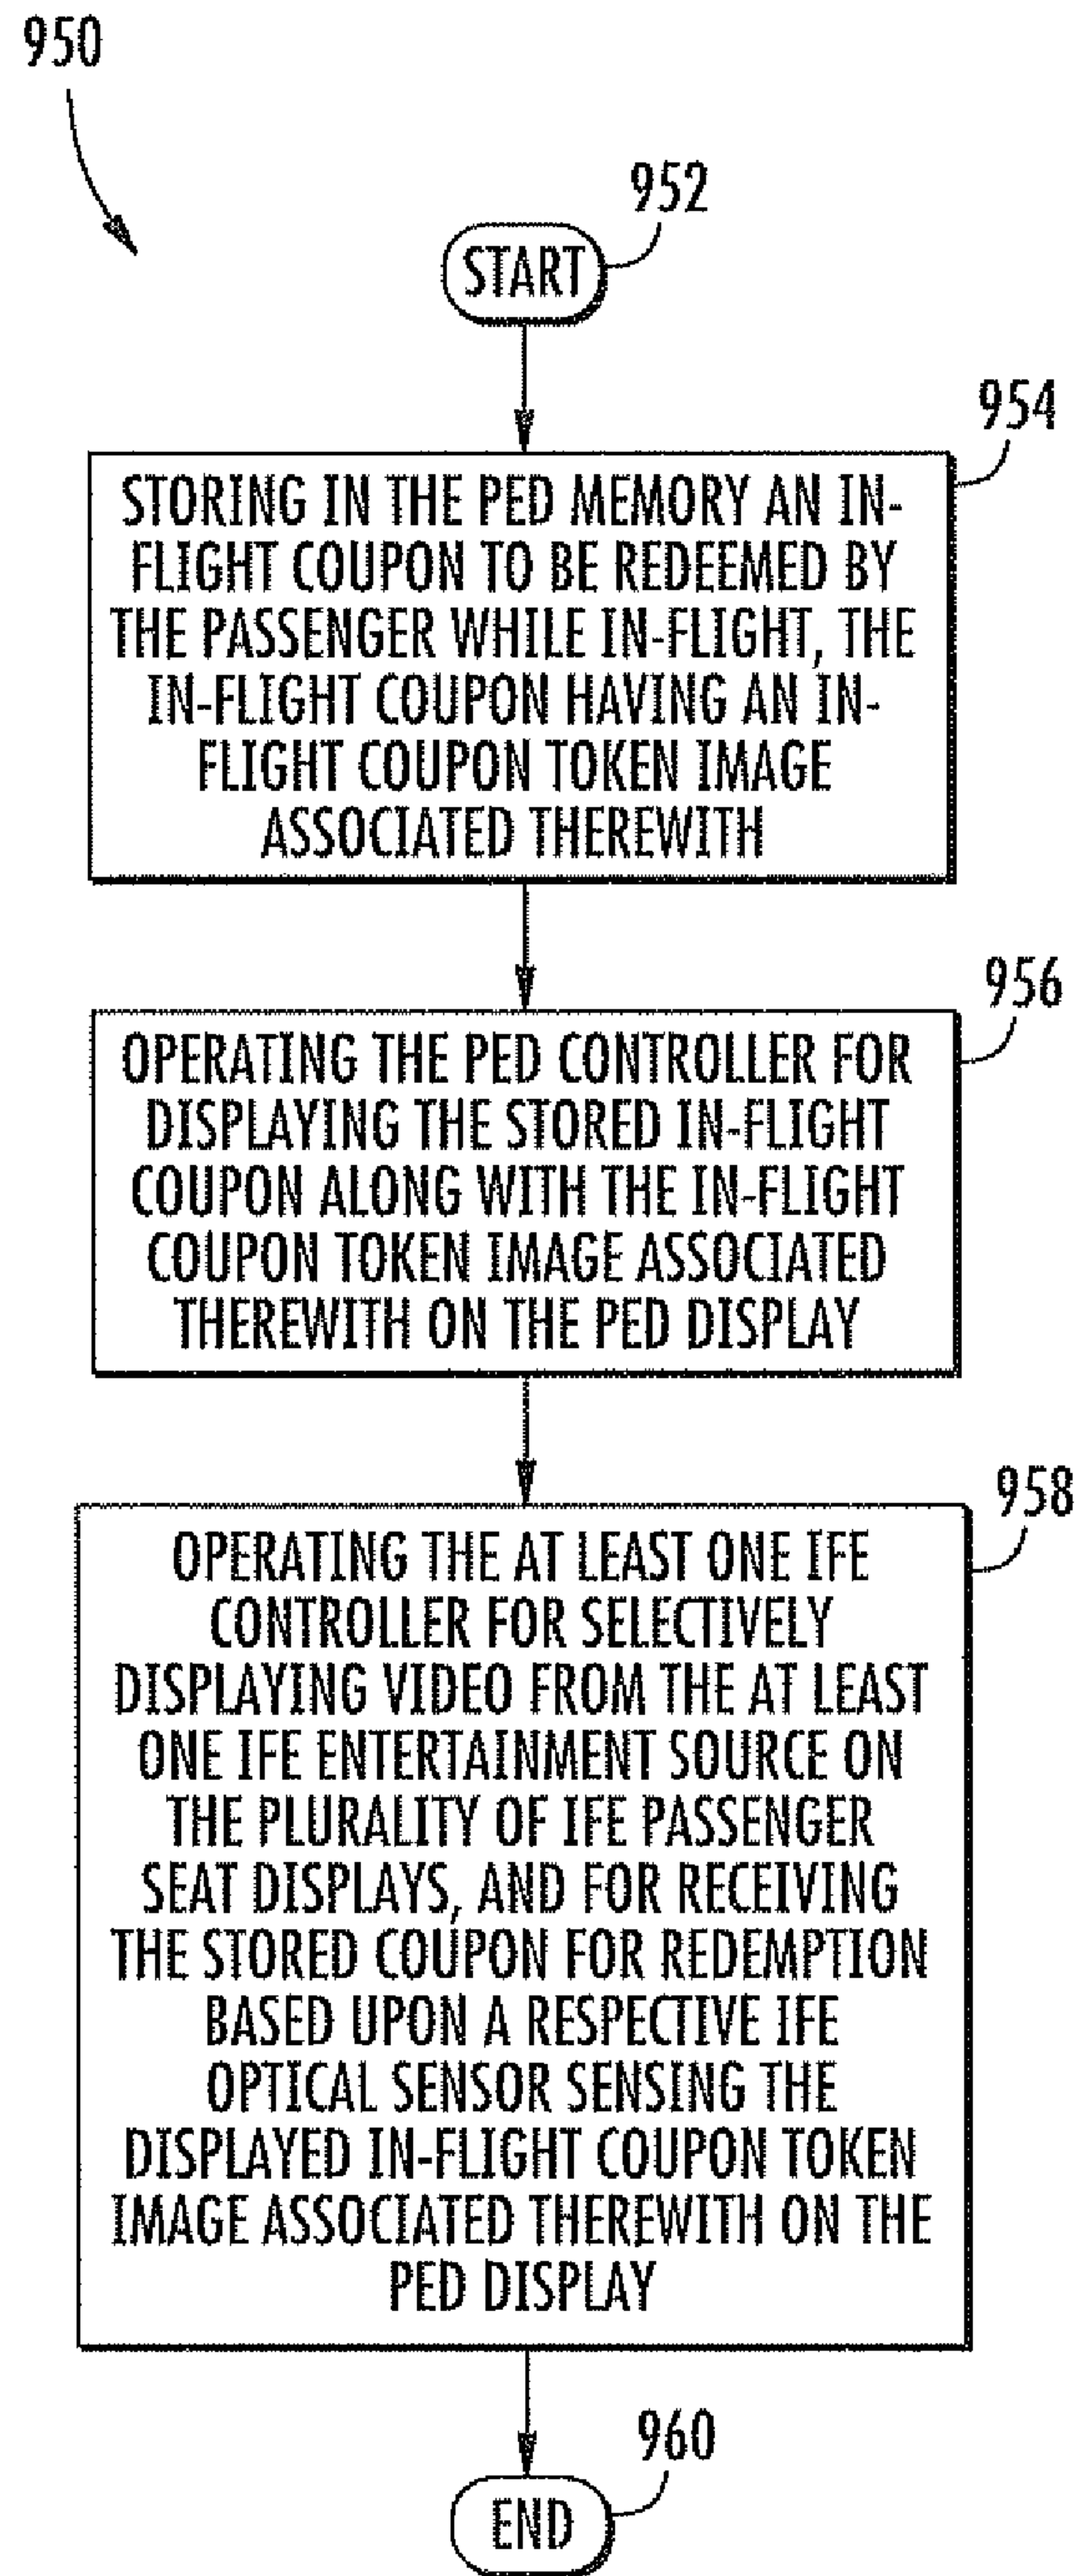 950
952
START
954
STORING IN THE PED MEMORY AN IN-
FLIGHT COUPON TO BE REDEEMED BY
THE PASSENGER WHILE IN-FLIGHT, THE
IN-FLIGHT COUPON HAVING AN IN-
FLIGHT COUPON TOKEN IMAGE
ASSOCIATED THEREWITH
956
OPERATING THE PED CONTROLLER FOR
DISPLAYING THE STORED IN-FLIGHT
COUPON ALONG WITH THE IN-FLIGHT
COUPON TOKEN IMAGE ASSOCIATED
THEREWITH ON THE PED DISPLAY
958
OPERATING THE AT LEAST ONE IFE
CONTROLLER FOR SELECTIVELY
DISPLAYING VIDEO FROM THE AT LEAST
ONE IFE ENTERTAINMENT SOURCE ON
THE PLURALITY OF IFE PASSENGER
SEAT DISPLAYS, AND FOR RECEIVING
THE STORED COUPON FOR REDEMPTION
BASED UPON A RESPECTIVE IFE
OPTICAL SENSOR SENSING THE
DISPLAYED IN-FLIGHT COUPON TOKEN
IMAGE ASSOCIATED THEREWITH ON THE
PED DISPLAY
960
END